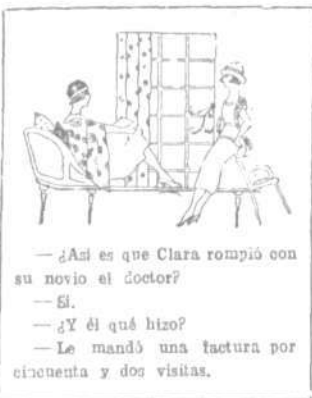 — ¿Así es que Clara rompió con
su novio el doctor?
— Sí.
— ¿Y él qué hizo?
— Le mandó una factura por
cincuenta y dos visitas.